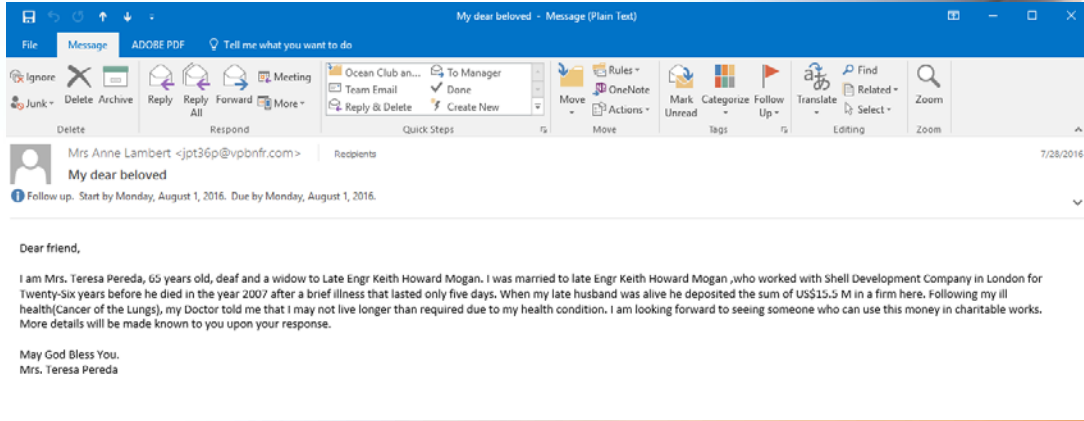 My dear beloved - Message (Plain Text)
File Message ADOBE PDF Tell me what you want to do
Ignore
Junk
Delete
Archive
Reply
Reply All
Forward
Meeting
More
Ocean Club an...
Team Email
Reply & Delete
To Manager
Done
Create New
Move
Rules
OneNote
Actions
Mark Unread
Categorize
Follow Up
Translate
Find
Related
Select
Zoom
Delete Respond Quick Steps Move Tags Editing Zoom
Mrs Anne Lambert <jpt36p@vpbnfr.com> Recipients 7/28/2016
My dear beloved
Follow up. Start by Monday, August 1, 2016. Due by Monday, August 1, 2016.
Dear friend,
I am Mrs. Teresa Pereda, 65 years old, deaf and a widow to Late Engr Keith Howard Mogan. I was married to late Engr Keith Howard Mogan ,who worked with Shell Development Company in London for
Twenty-Six years before he died in the year 2007 after a brief illness that lasted only five days. When my late husband was alive he deposited the sum of US$15.5 M in a firm here. Following my ill
health(Cancer of the Lungs), my Doctor told me that I may not live longer than required due to my health condition. I am looking forward to seeing someone who can use this money in charitable works.
More details will be made known to you upon your response.
May God Bless You.
Mrs. Teresa Pereda